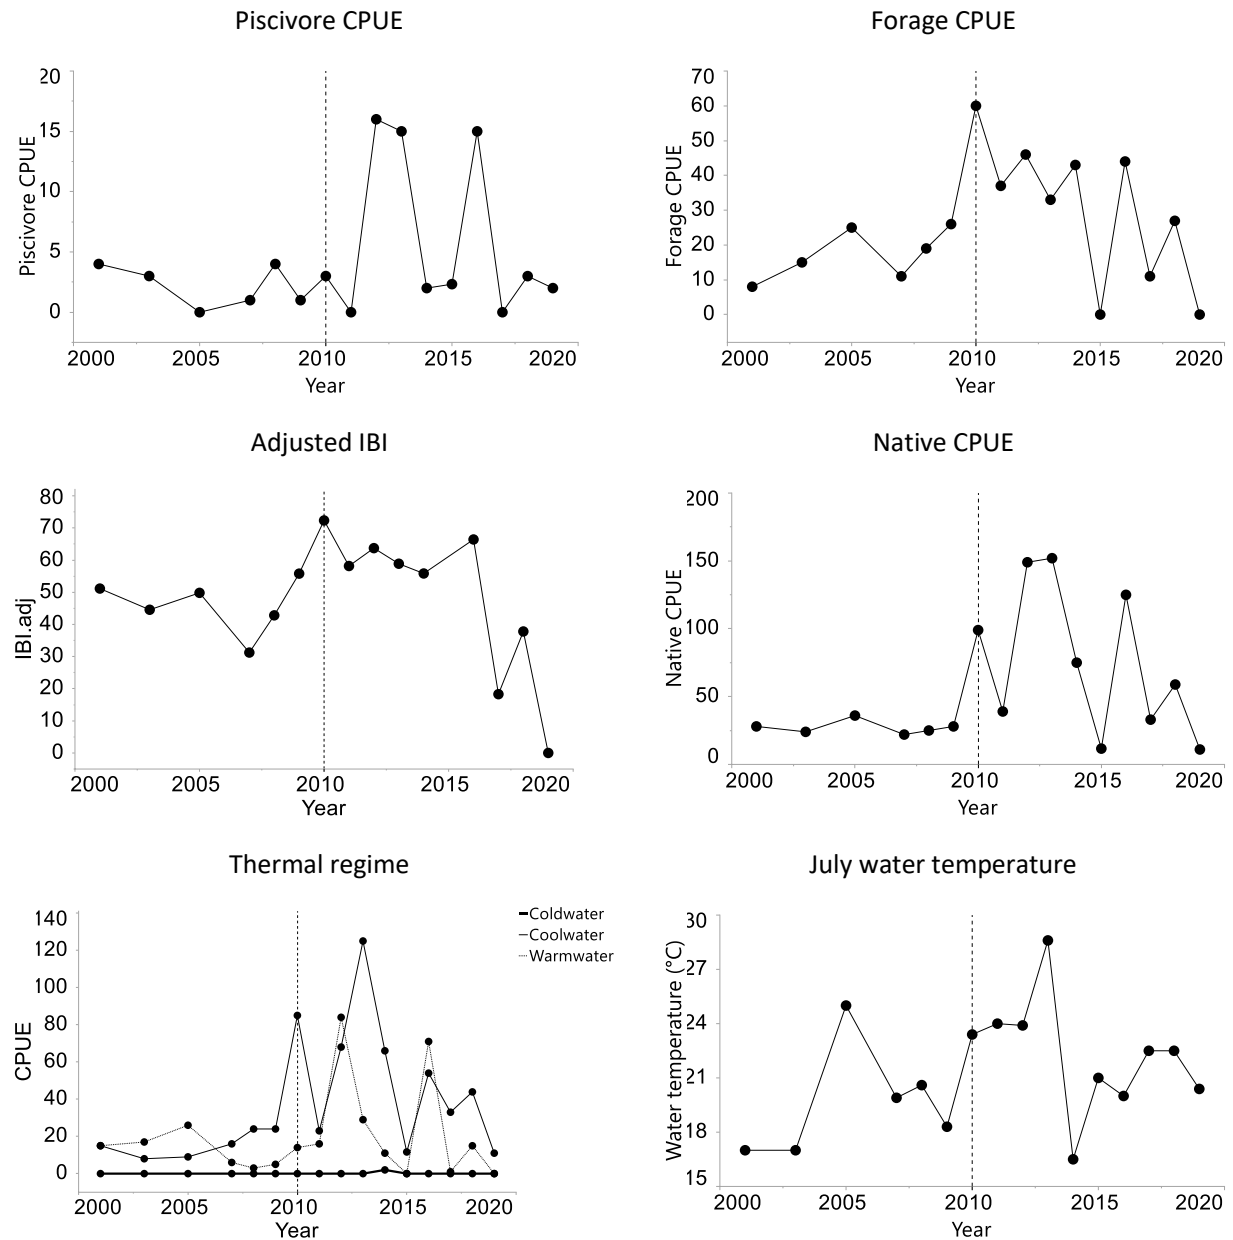 Piscivore CPUE
20
15
10
5
0
Piscivore CPUE
2000 2005 2010 2015 2020
Year
Forage CPUE
70
60
50
40
30
20
10
0
Forage CPUE
2000 2005 2010 2015 2020
Year
Adjusted IBI
80
70
60
50
40
30
20
10
0
IBI.adj
2000 2005 2010 2015 2020
Year
Native CPUE
200
150
100
50
0
Native CPUE
2000 2005 2010 2015 2020
Year
Thermal regime
140
120
100
80
60
40
20
0
CPUE
Coldwater
Coolwater
Warmwater
2000 2005 2010 2015 2020
Year
July water temperature
30
27
24
21
18
15
Water temperature (°C)
2000 2005 2010 2015 2020
Year